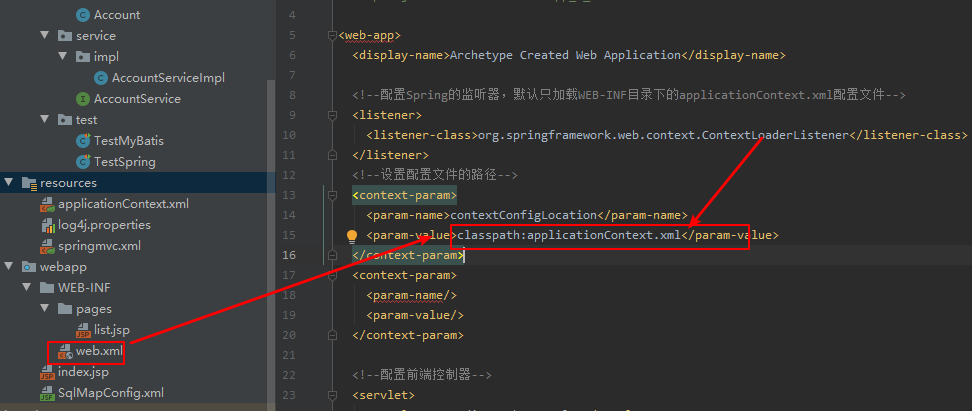 Account
service
impl
AccountServiceImpl
AccountService
test
TestMyBatis
TestSpring
resources
applicationContext.xml
log4j.properties
springmvc.xml
webapp
WEB-INF
pages
list.jsp
web.xml
index.jsp
SqlMapConfig.xml
4
5 <web-app>
6 <display-name>Archetype Created Web Application</display-name>
7
8 <!--配置Spring的监听器，默认只加载WEB-INF目录下的applicationContext.xml配置文件-->
9 <listener>
10 <listener-class>org.springframework.web.context.ContextLoaderListener</listener-class>
11 </listener>
12 <!--设置配置文件的路径-->
13 <context-param>
14 <param-name>contextConfigLocation</param-name>
15 <param-value>classpath:applicationContext.xml</param-value>
16 </context-param>
17 <context-param>
18 <param-name/>
19 <param-value/>
20 </context-param>
21
22 <!--配置前端控制器-->
23 <servlet>